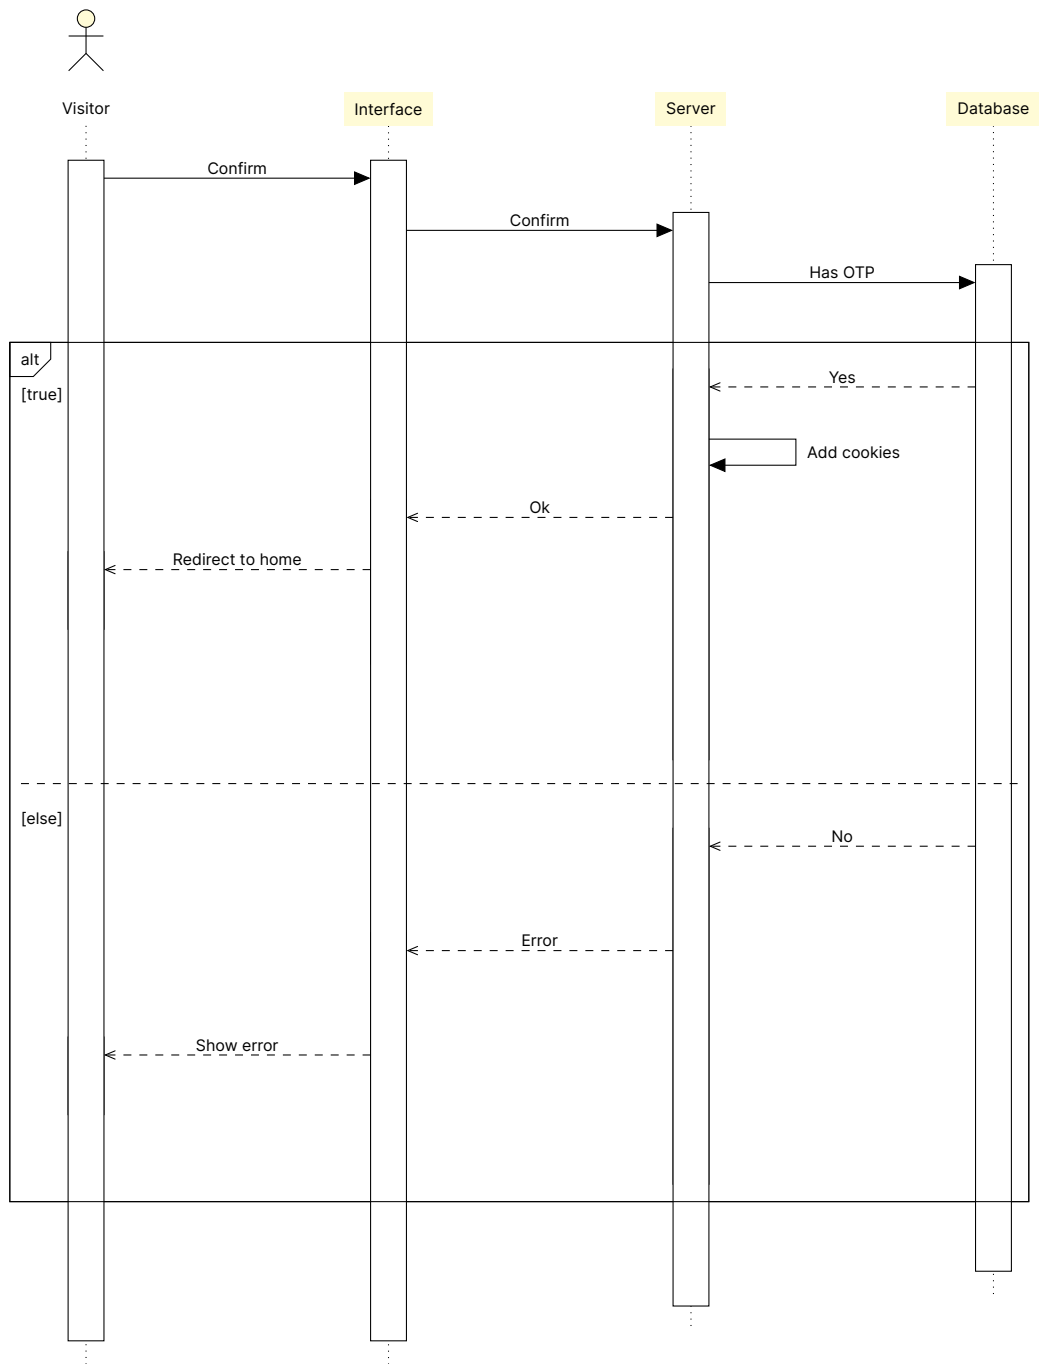 Visitor
Interface
Server
Database
Confirm
Confirm
Has OTP
alt
[true]
Yes
Add cookies
Ok
Redirect to home
[else]
No
Error
Show error